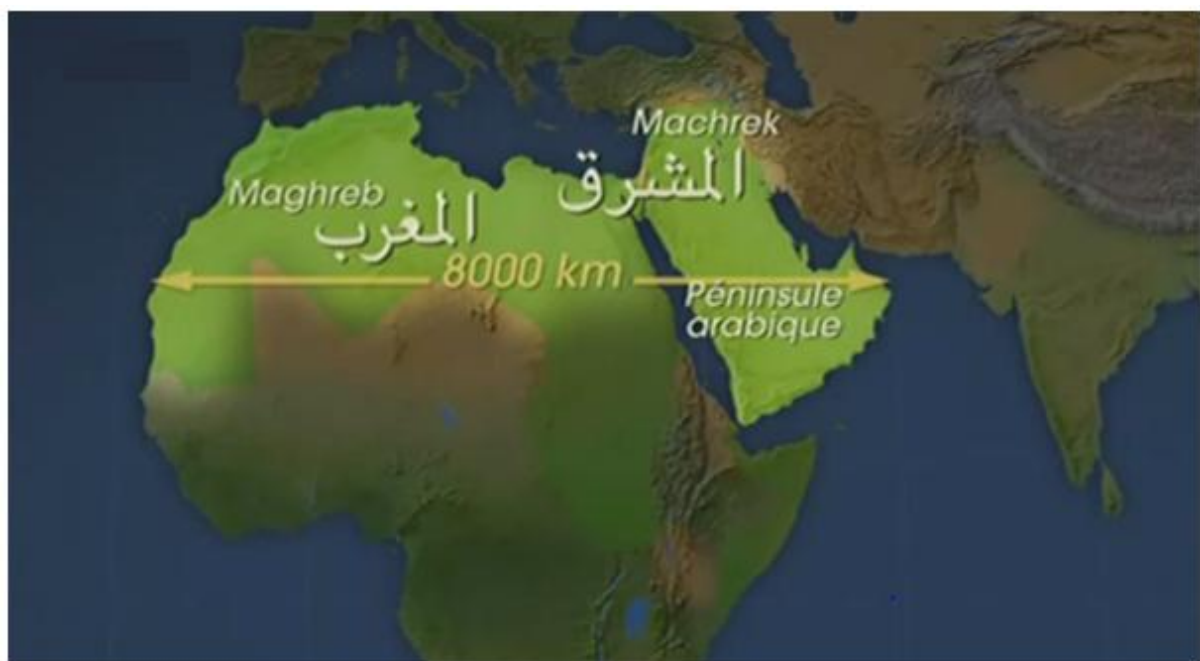 Machrek
المشرق
Maghreb
المغرب
8000 km
Péninsule
arabique